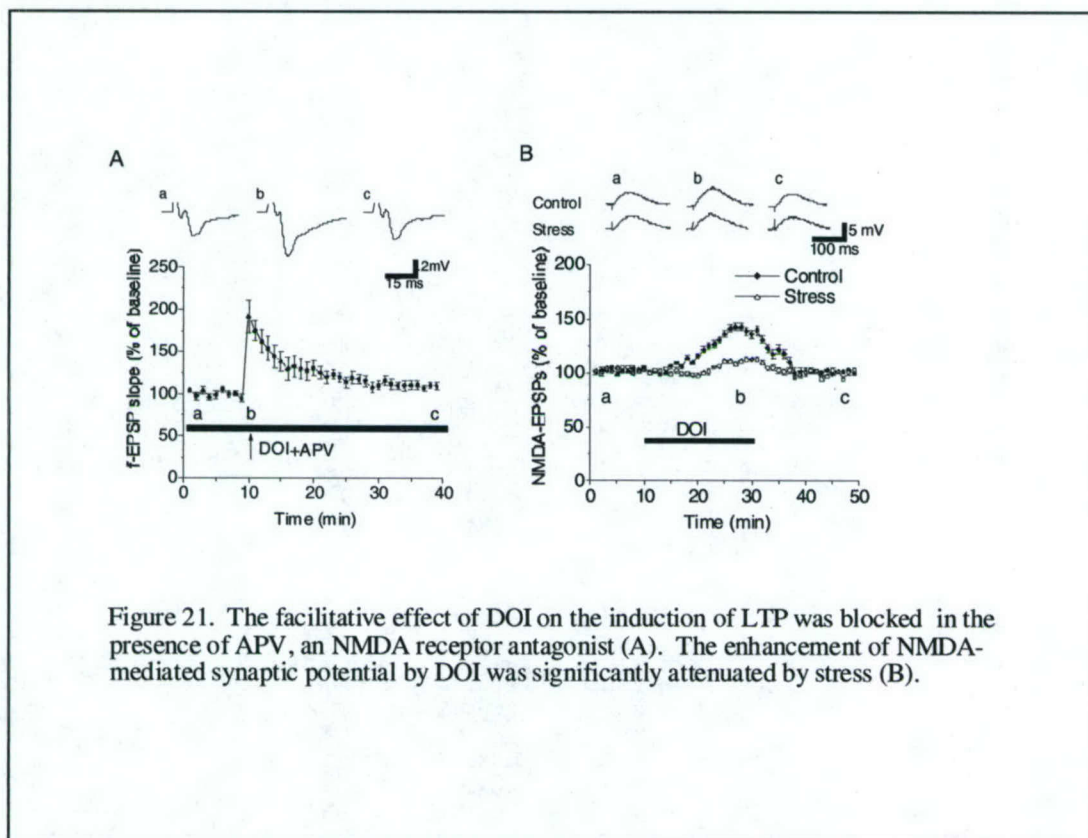 A
a
b
c
.2mV
15 ms
f-EPSP slope (% of baseline)
250
200
150
100
50
0
a
b
c
DOI+APV
0
10
20
30
40
Time (min)
B
a
b
c
Control
Stress
5 mV
100 ms
NMDA-EPSPs (% of baseline)
200
150
100
50
0
Control
Stress
a
b
c
DOI
0
10
20
30
40
50
Time (min)
Figure 21. The facilitative effect of DOI on the induction of LTP was blocked in the
presence of APV, an NMDA receptor antagonist (A). The enhancement of NMDA-
mediated synaptic potential by DOI was significantly attenuated by stress (B).